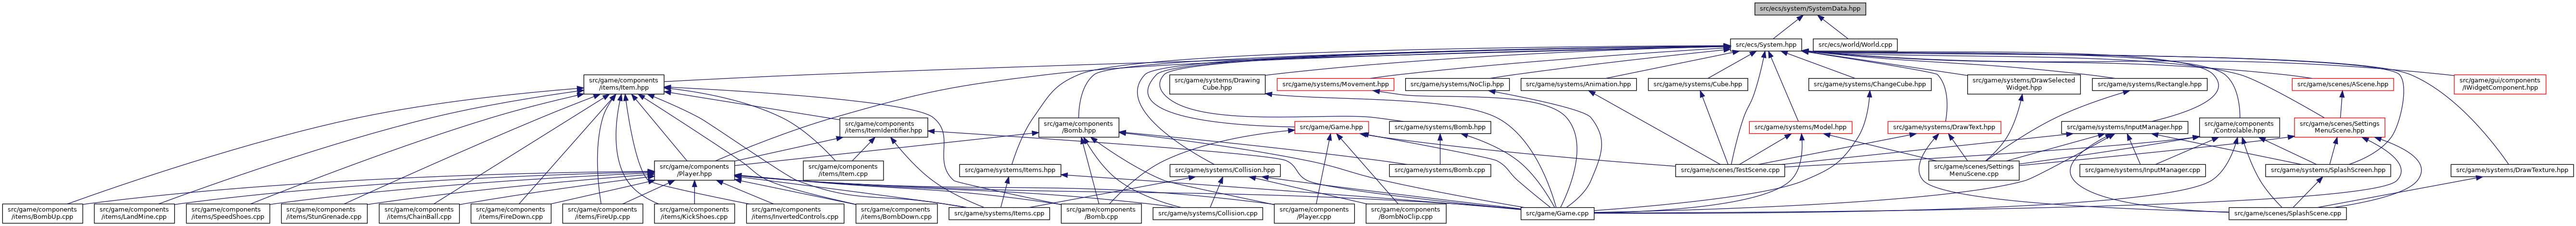 src/ecs/system/SystemData.hpp
src/ecs/System.hpp
src/ecs/world/World.cpp
src/game/components
/items/Item.hpp
src/game/systems/Drawing
Cube.hpp
src/game/systems/Movement.hpp
src/game/systems/NoClip.hpp
src/game/systems/Animation.hpp
src/game/systems/Cube.hpp
src/game/systems/ChangeCube.hpp
src/game/systems/DrawSelected
Widget.hpp
src/game/systems/Rectangle.hpp
src/game/scenes/AScene.hpp
src/game/gui/components
/IWidgetComponent.hpp
src/game/components
/items/ItemIdentifier.hpp
src/game/components
/Bomb.hpp
src/game/Game.hpp
src/game/systems/Bomb.hpp
src/game/systems/Model.hpp
src/game/systems/DrawText.hpp
src/game/systems/InputManager.hpp
src/game/components
/Controlable.hpp
src/game/scenes/Settings
MenuScene.hpp
src/game/components
/Player.hpp
src/game/components
/items/Item.cpp
src/game/systems/Items.hpp
src/game/systems/Collision.hpp
src/game/systems/Bomb.cpp
src/game/scenes/TestScene.cpp
src/game/scenes/Settings
MenuScene.cpp
src/game/systems/InputManager.cpp
src/game/systems/SplashScreen.hpp
src/game/systems/DrawTexture.hpp
src/game/components
/items/BombUp.cpp
src/game/components
/items/LandMine.cpp
src/game/components
/items/SpeedShoes.cpp
src/game/components
/items/StunGrenade.cpp
src/game/components
/items/ChainBall.cpp
src/game/components
/items/FireDown.cpp
src/game/components
/items/FireUp.cpp
src/game/components
/items/KickShoes.cpp
src/game/components
/items/InvertedControls.cpp
src/game/components
/items/BombDown.cpp
src/game/systems/Items.cpp
src/game/components
/Bomb.cpp
src/game/systems/Collision.cpp
src/game/components
/Player.cpp
src/game/components
/BombNoClip.cpp
src/game/Game.cpp
src/game/scenes/SplashScene.cpp